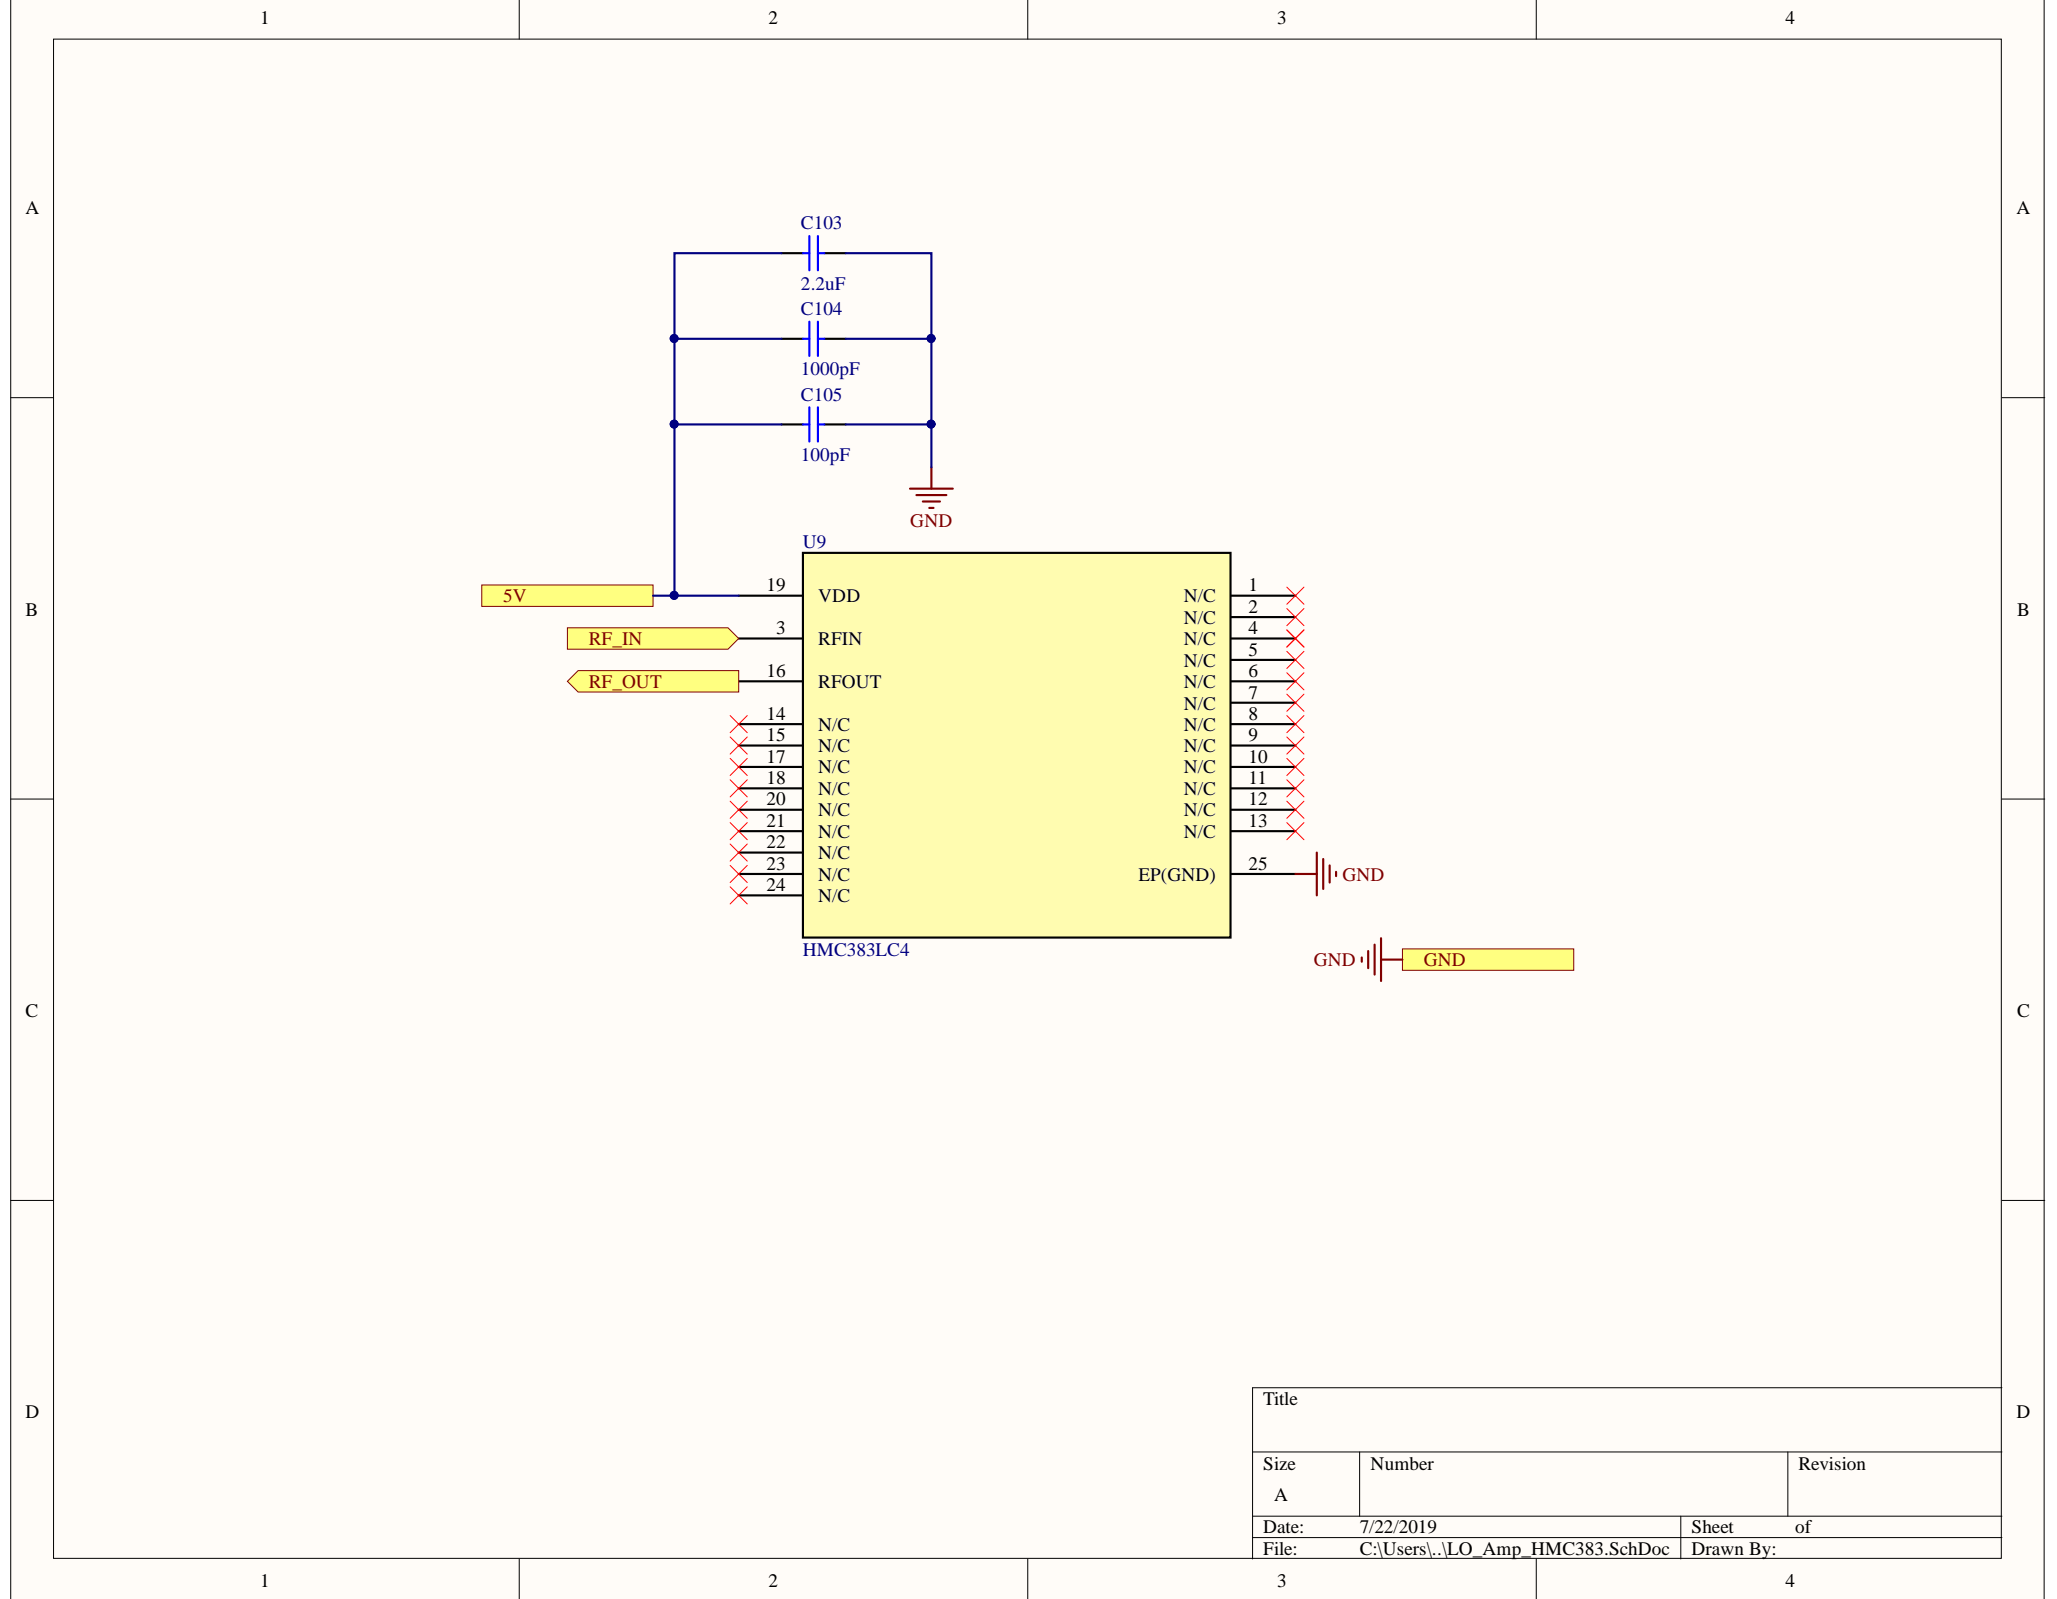 1 2 3 4
A A
C103
2.2uF
C104
1000pF
C105
100pF
GND
U9
5V 19 VDD N/C 1
N/C 2
B B
RF_IN 3 RFIN N/C 4
N/C 5
RF_OUT 16 RFOUT N/C 6
N/C 7
14 N/C N/C 8
15 N/C N/C 9
17 N/C N/C 10
18 N/C N/C 11
20 N/C N/C 12
21 N/C N/C 13
22 N/C
23 N/C EP(GND) 25 GND
24 N/C
HMC383LC4
GND GND
C C
D D
Title
Size Number Revision
A
Date: 7/22/2019 Sheet of
File: C:\Users\..\LO_Amp_HMC383.SchDoc Drawn By:
1 2 3 4